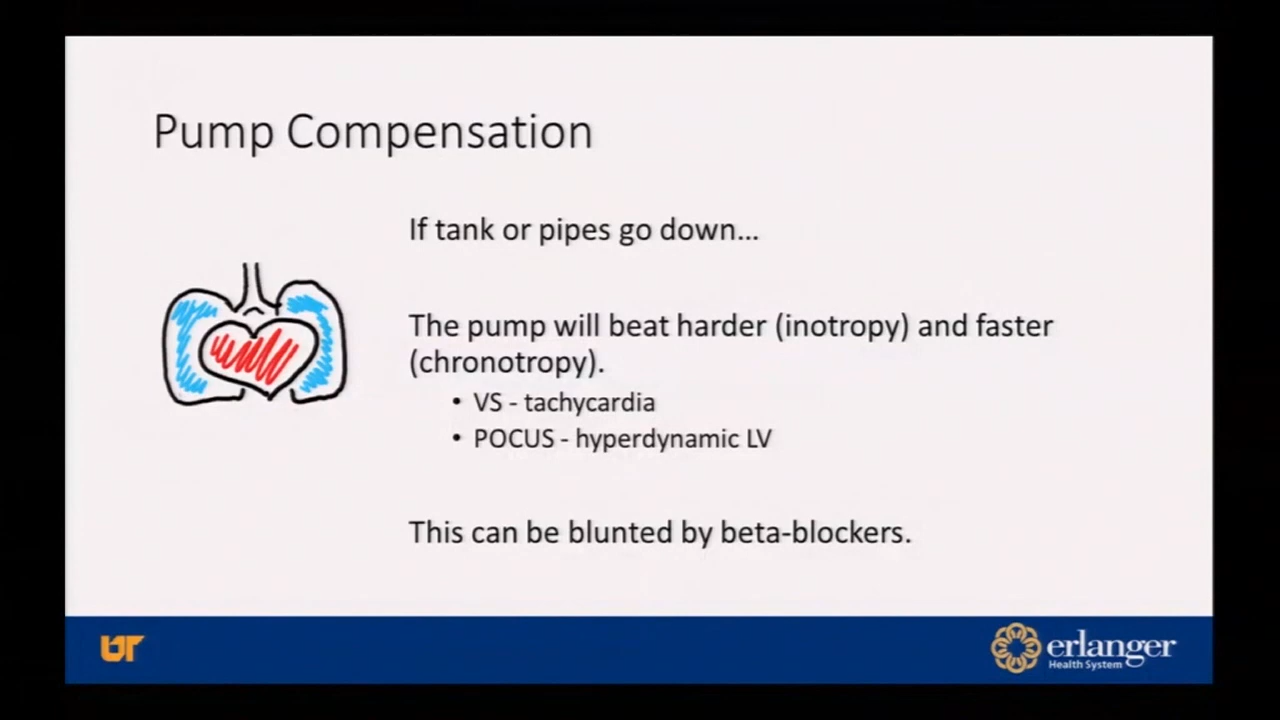 Pump Compensation
If tank or pipes go down...
The pump will beat harder (inotropy) and faster
(chronotropy).
• VS - tachycardia
• POCUS - hyperdynamic LV
This can be blunted by beta-blockers.
UT
erlanger
Health System